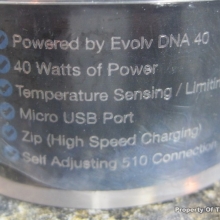 Powered by Evolv DNA 40
40 Watts of Power
Temperature Sensing / Limiting
Micro USB Port
Zip (High Speed Charging)
Self Adjusting 510 Connection
Property Of T